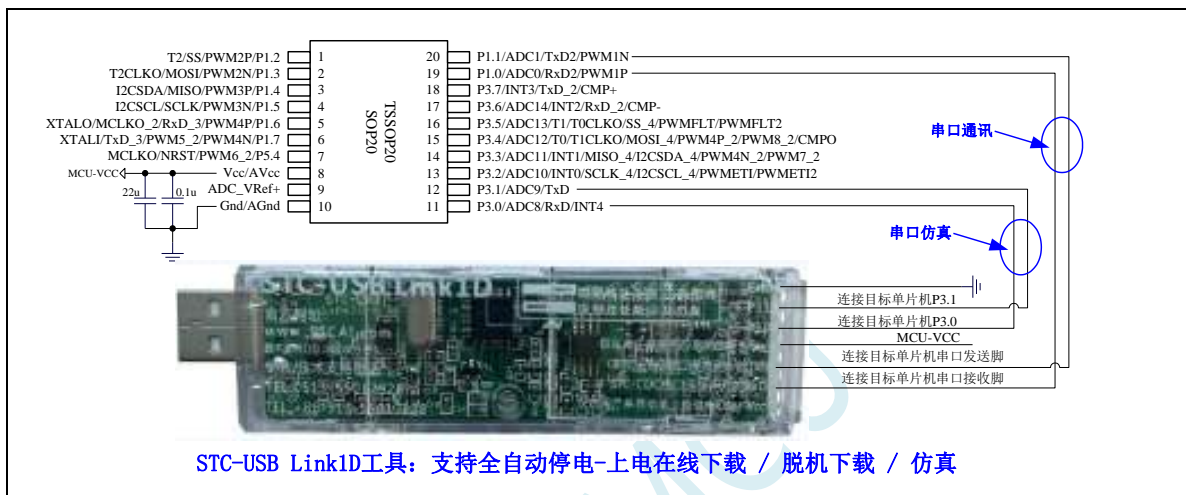 T2/SS/PWM2P/P1.2 1
T2CLKO/MOSI/PWM2N/P1.3 2
I2CSDA/MISO/PWM3P/P1.4 3
I2CSCL/SCLK/PWM3N/P1.5 4
XTALO/MCLKO_2/RxD_3/PWM4P/P1.6 5
XTALI/TxD_3/PWM5_2/PWM4N/P1.7 6
MCLKO/NRST/PWM6_2/P5.4 7
MCU-VCC Vcc/AVcc 8
ADC_VRef+ 9
Gnd/AGnd 10
22u 0.1u
TSSOP20
SOP20
20 P1.1/ADC1/TxD2/PWM1N
19 P1.0/ADC0/RxD2/PWM1P
18 P3.7/INT3/TxD_2/CMP+
17 P3.6/ADC14/INT2/RxD_2/CMP-
16 P3.5/ADC13/T1/T0CLKO/SS_4/PWMFLT/PWMFLT2
15 P3.4/ADC12/T0/T1CLKO/MOSI_4/PWM4P_2/PWM8_2/CMPO
14 P3.3/ADC11/INT1/MISO_4/I2CSDA_4/PWM4N_2/PWM7_2
13 P3.2/ADC10/INT0/SCLK_4/I2CSCL_4/PWMETI/PWMETI2
12 P3.1/ADC9/TxD
11 P3.0/ADC8/RxD/INT4
串口通讯
串口仿真
STC-USB Link1D
连接目标单片机P3.1
连接目标单片机P3.0
MCU-VCC
连接目标单片机串口发送脚
连接目标单片机串口接收脚
STC-USB Link1D工具: 支持全自动停电-上电在线下载 / 脱机下载 / 仿真